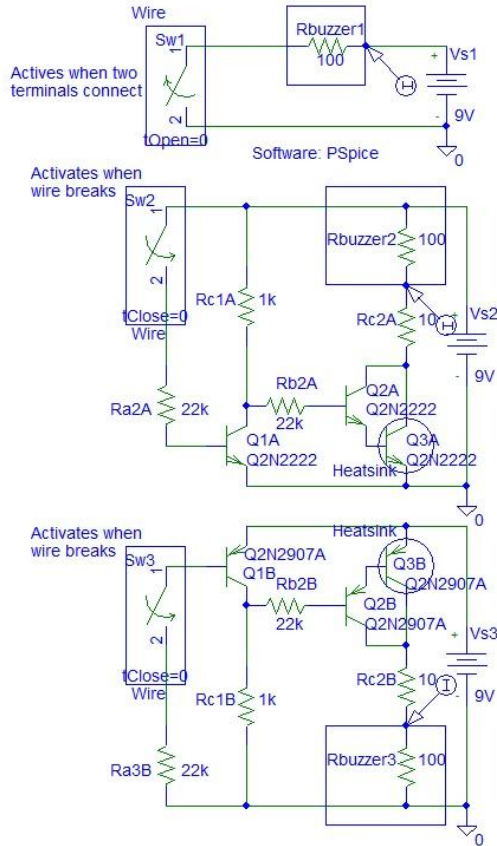 Wire
Sw1
1
2
tOpen=0
Actives when two
terminals connect
Rbuzzer1
100
I
+
Vs1
-
9V
0
Software: PSpice
Activates when
wire breaks
Sw2
1
2
tClose=0
Wire
Rbuzzer2
100
I
Rc1A
1k
Rc2A
10
+
Vs2
-
9V
Ra2A
22k
Rb2A
22k
Q1A
Q2N2222
Q2A
Q2N2222
Q3A
Q2N2222
Heatsink
0
Activates when
wire breaks
Sw3
1
2
tClose=0
Wire
Heatsink
Q2N2907A
Q1B
Q3B
Q2N2907A
Rb2B
22k
Q2B
Q2N2907A
+
Vs3
-
9V
Rc1B
1k
Rc2B
10
I
Ra3B
22k
Rbuzzer3
100
0